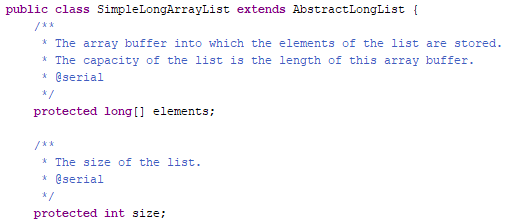 public class SimpleLongArrayList extends AbstractLongList {
/**
* The array buffer into which the elements of the list are stored.
* The capacity of the list is the length of this array buffer.
* @serial
*/
protected long[] elements;
/**
* The size of the list.
* @serial
*/
protected int size;